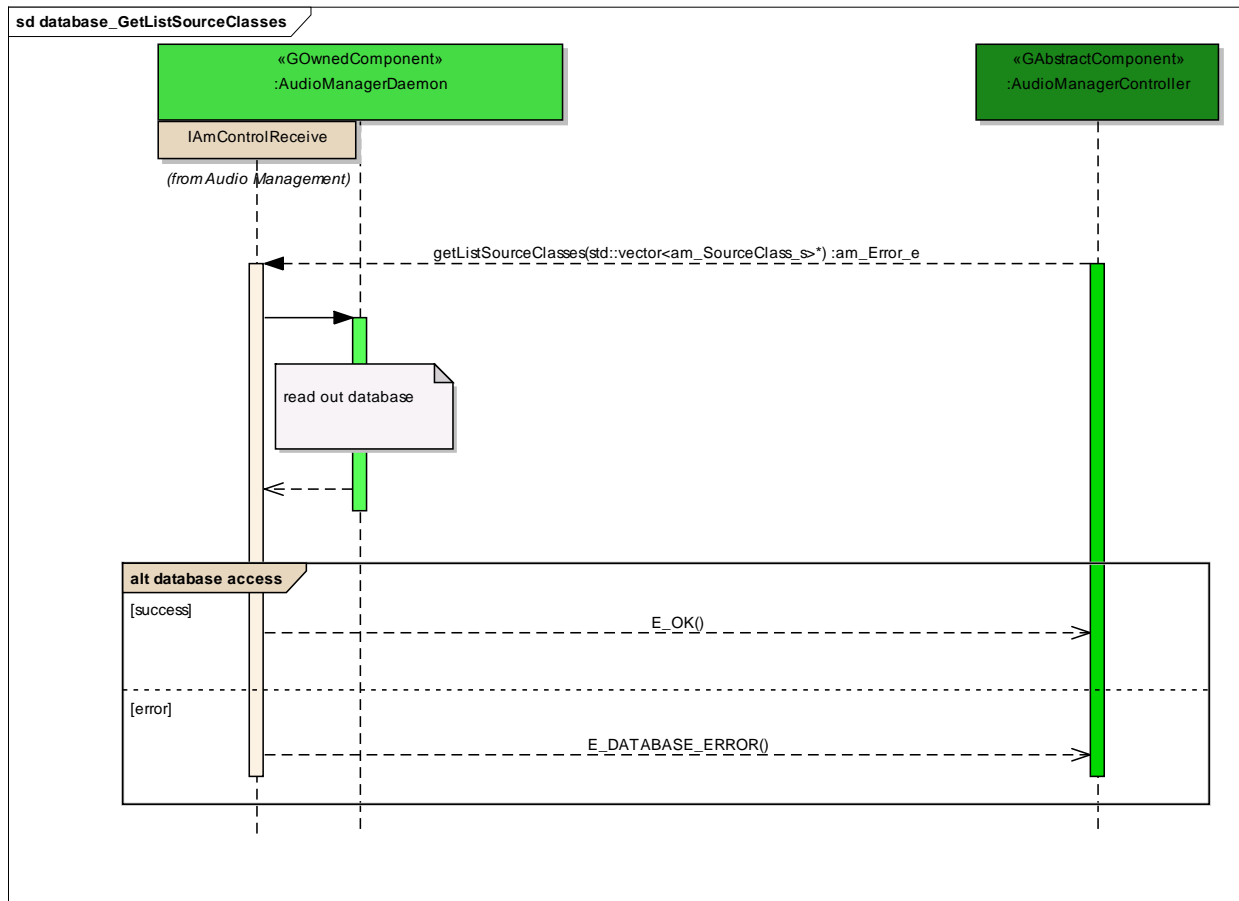 sd database_GetListSourceClasses
«GOwnedComponent»
:AudioManagerDaemon
«GAbstractComponent»
:AudioManagerController
IAmControlReceive
(from Audio Management)
getListSourceClasses(std::vector<am_SourceClass_s>*) :am_Error_e
read out database
alt database access
[success]
E_OK()
[error]
E_DATABASE_ERROR()